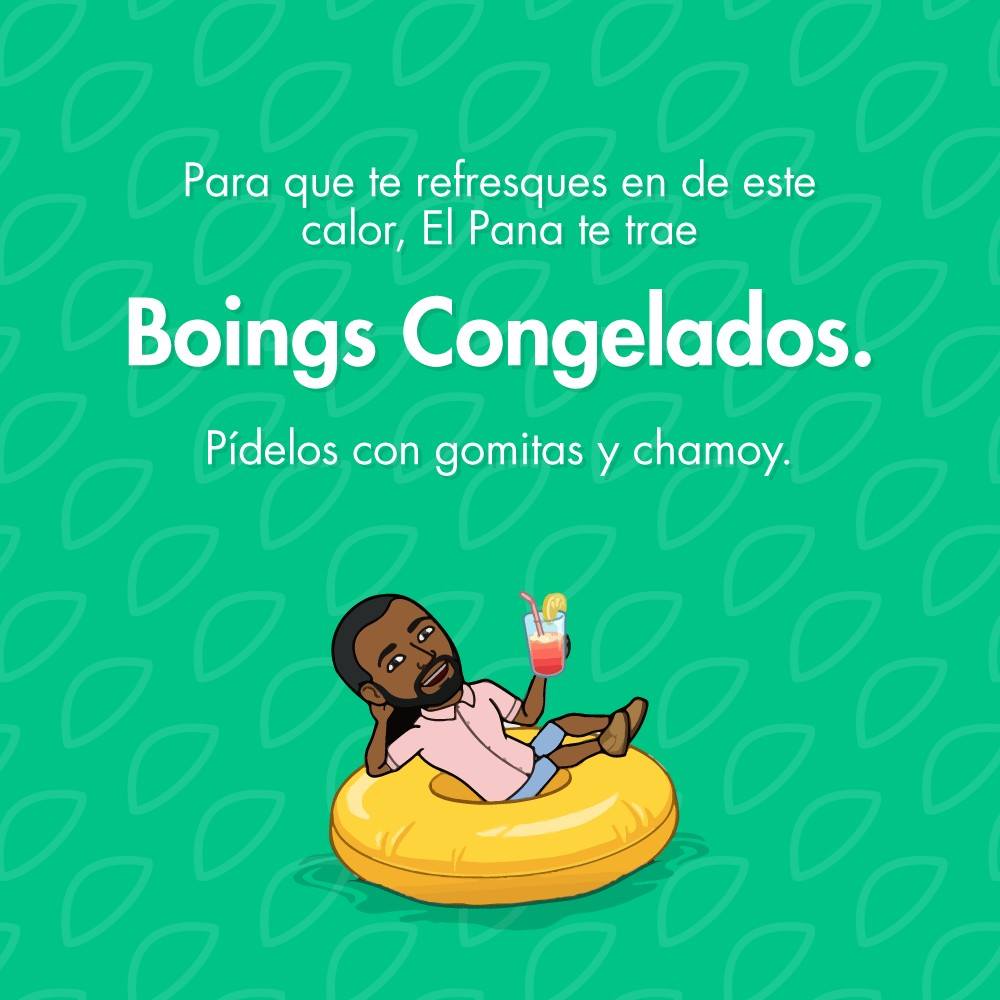 Para que te refresques en de este
calor, El Pana te trae
Boings Congelados.
Pídelos con gomitas y chamoy.